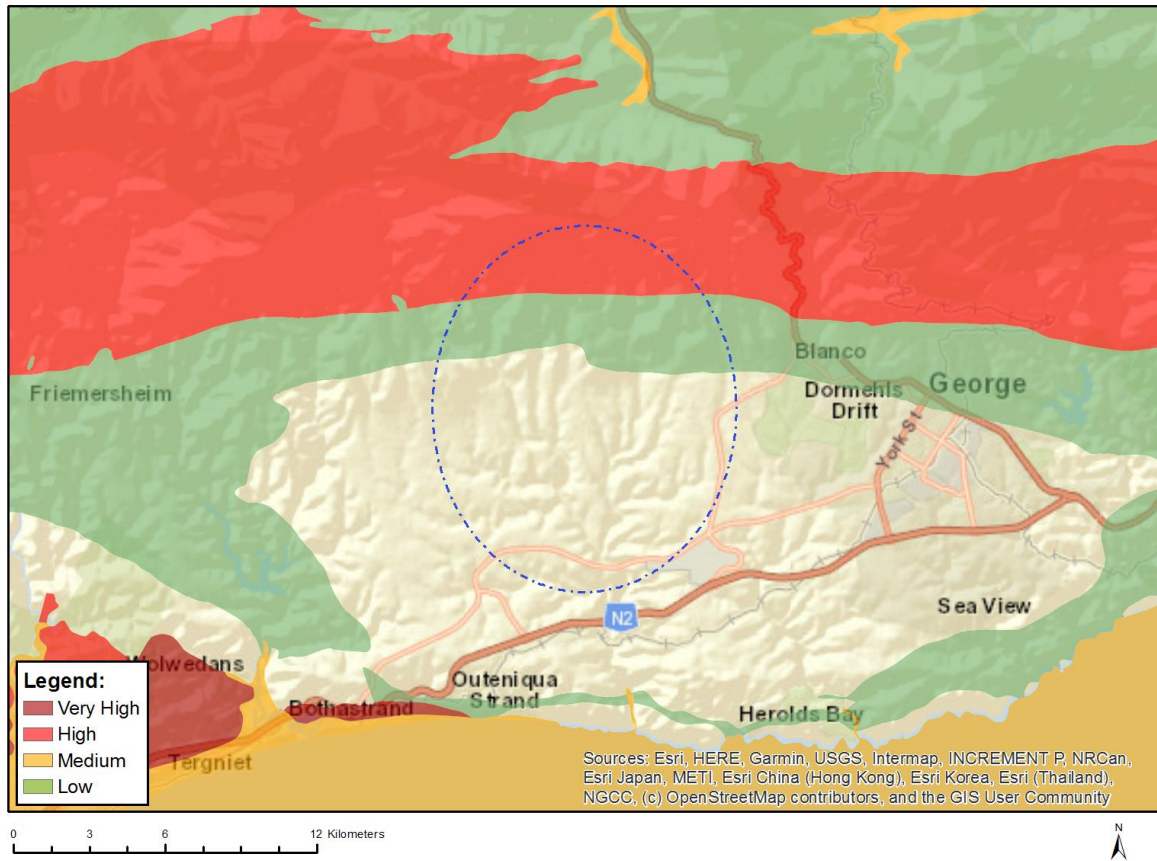 Blanco
Friemersheim
Dormehls
Drift
George
York St
Sea View
N2
Wolwedans
Outeniqua
Strand
Bothastrand
Herolds Bay
Tergniet
Legend:
Very High
High
Medium
Low
Sources: Esri, HERE, Garmin, USGS, Intermap, INCREMENT P, NRCan,
Esri Japan, METI, Esri China (Hong Kong), Esri Korea, Esri (Thailand),
NGCC, (c) OpenStreetMap contributors, and the GIS User Community
0 3 6 12 Kilometers
N